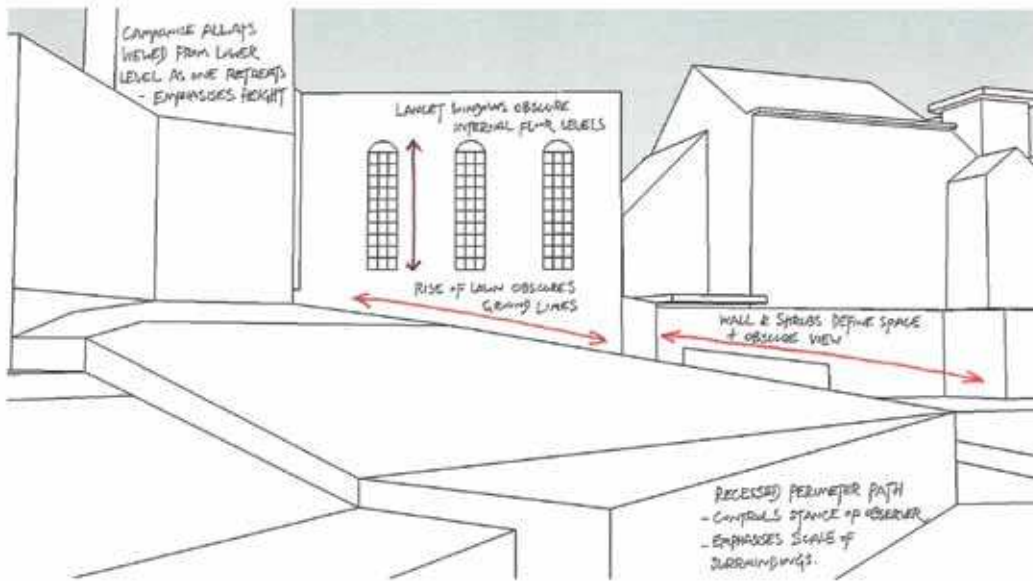 CAMPANILE ALWAYS
VIEWED FROM LOWER
LEVEL AS ONE RETREATS
- EMPHASISES HEIGHT
LANCET WINDOWS OBSCURE
INTERNAL FLOOR LEVELS
RISE OF LAWN OBSCURES
GROUND LINES
WALL & SHRUBS DEFINE SPACE
+ OBSCURE VIEW
RECESSED PERIMETER PATH
- CONTROLS STANCE OF OBSERVER
- EMPHASISES SCALE OF
SURROUNDINGS.